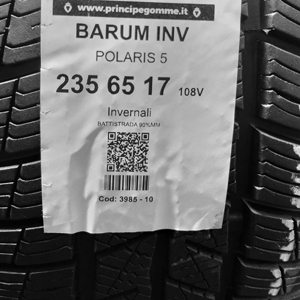 www.principegomme.it
BARUM INV
POLARIS 5
235 65 17 108V
Invernali
BATTISTRADA 90%MM
Cod: 3985 - 10